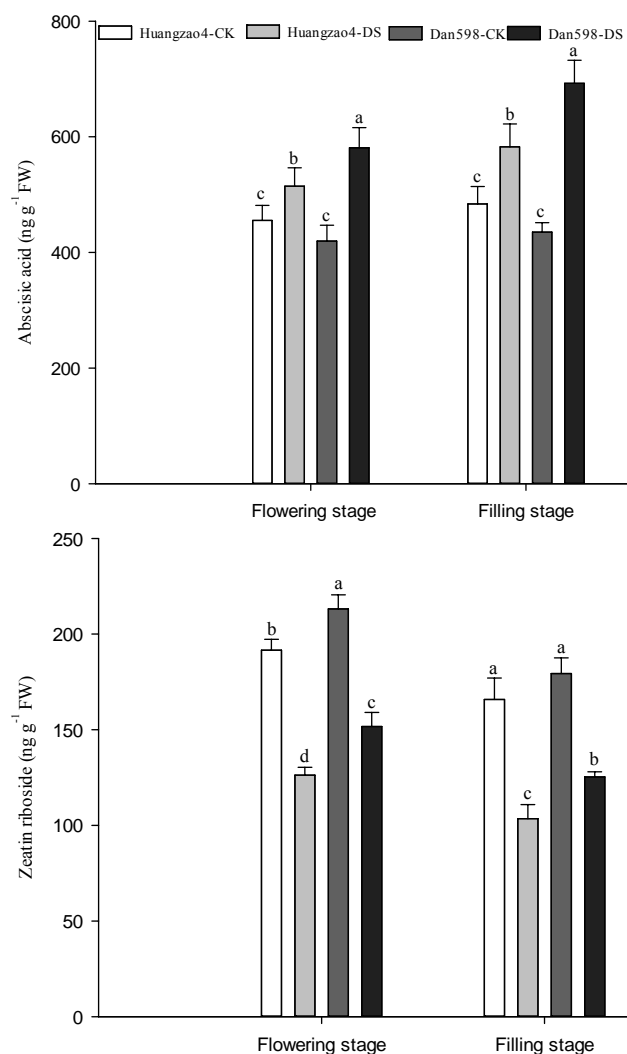 800
Huangzao4-CK Huangzao4-DS Dan598-CK Dan598-DS
a
600
b
a
b
c
c
c
c
400
Abscisic acid (ng g⁻¹ FW)
200
0
Flowering stage Filling stage
250
a
200
b
a
a
c
150
d
b
c
100
Zeatin riboside (ng g⁻¹ FW)
50
0
Flowering stage Filling stage